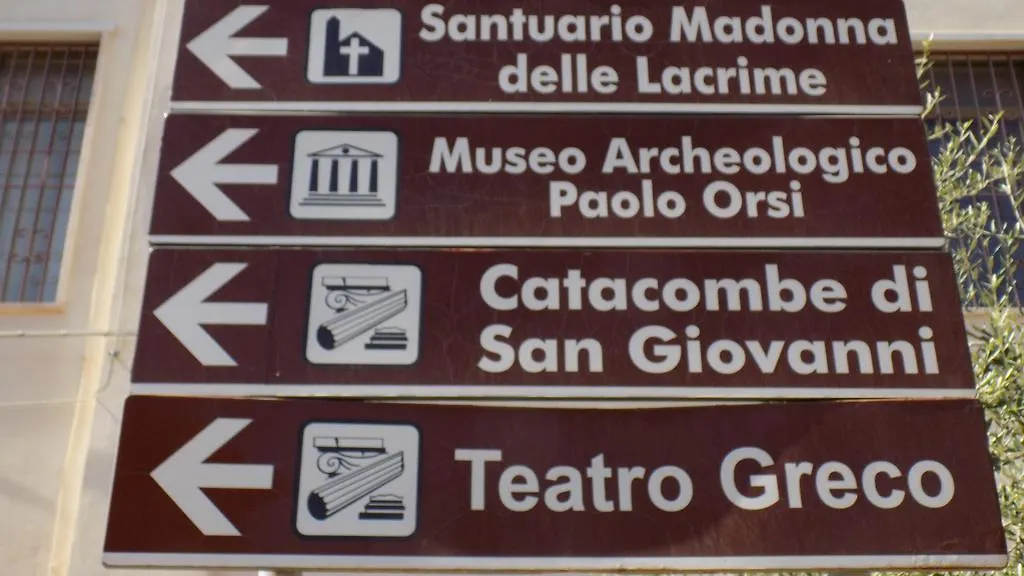 Santuario Madonna
delle Lacrime
Museo Archeologico
Paolo Orsi
Catacombe di
San Giovanni
Teatro Greco